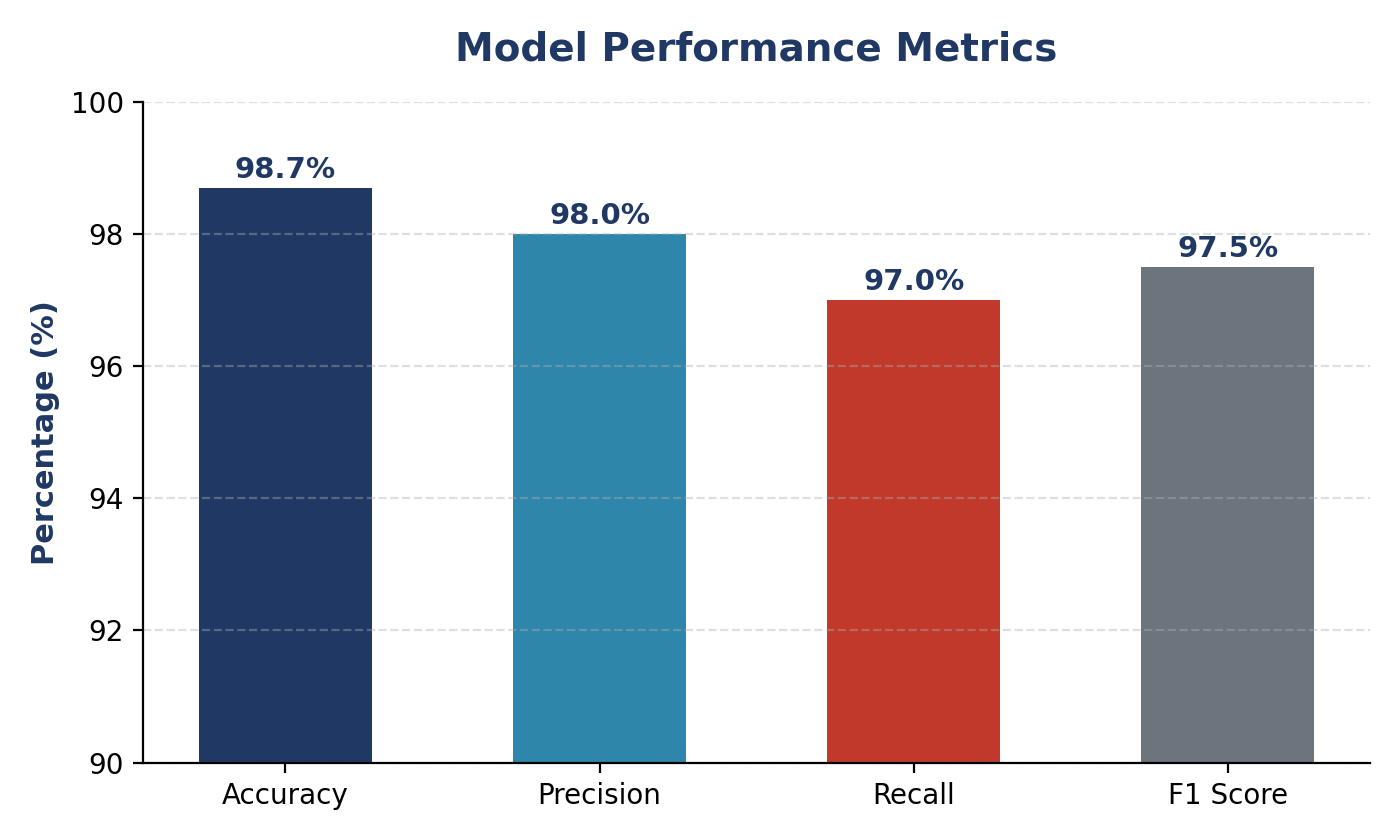 Model Performance Metrics
100
98
96
94
92
90
Percentage (%)
98.7%
98.0%
97.0%
97.5%
Accuracy
Precision
Recall
F1 Score